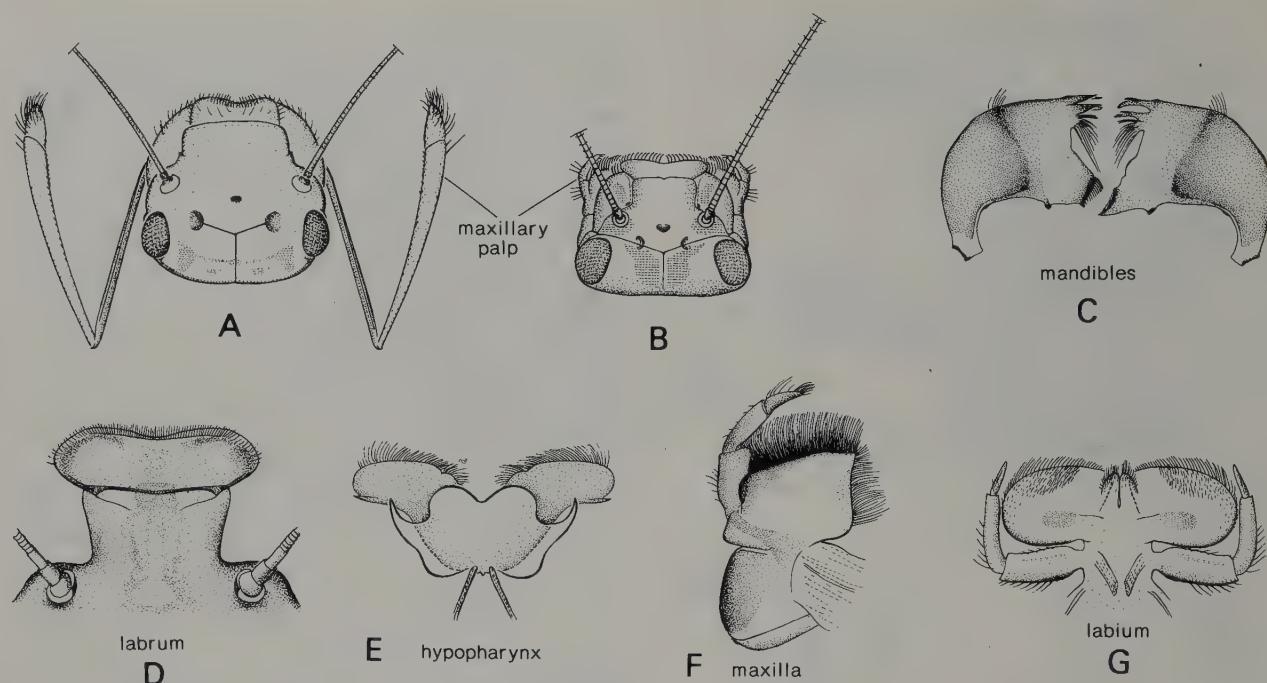 maxillary
palp
A
B
mandibles
C
labrum
D
E
hypopharynx
F
maxilla
labium
G